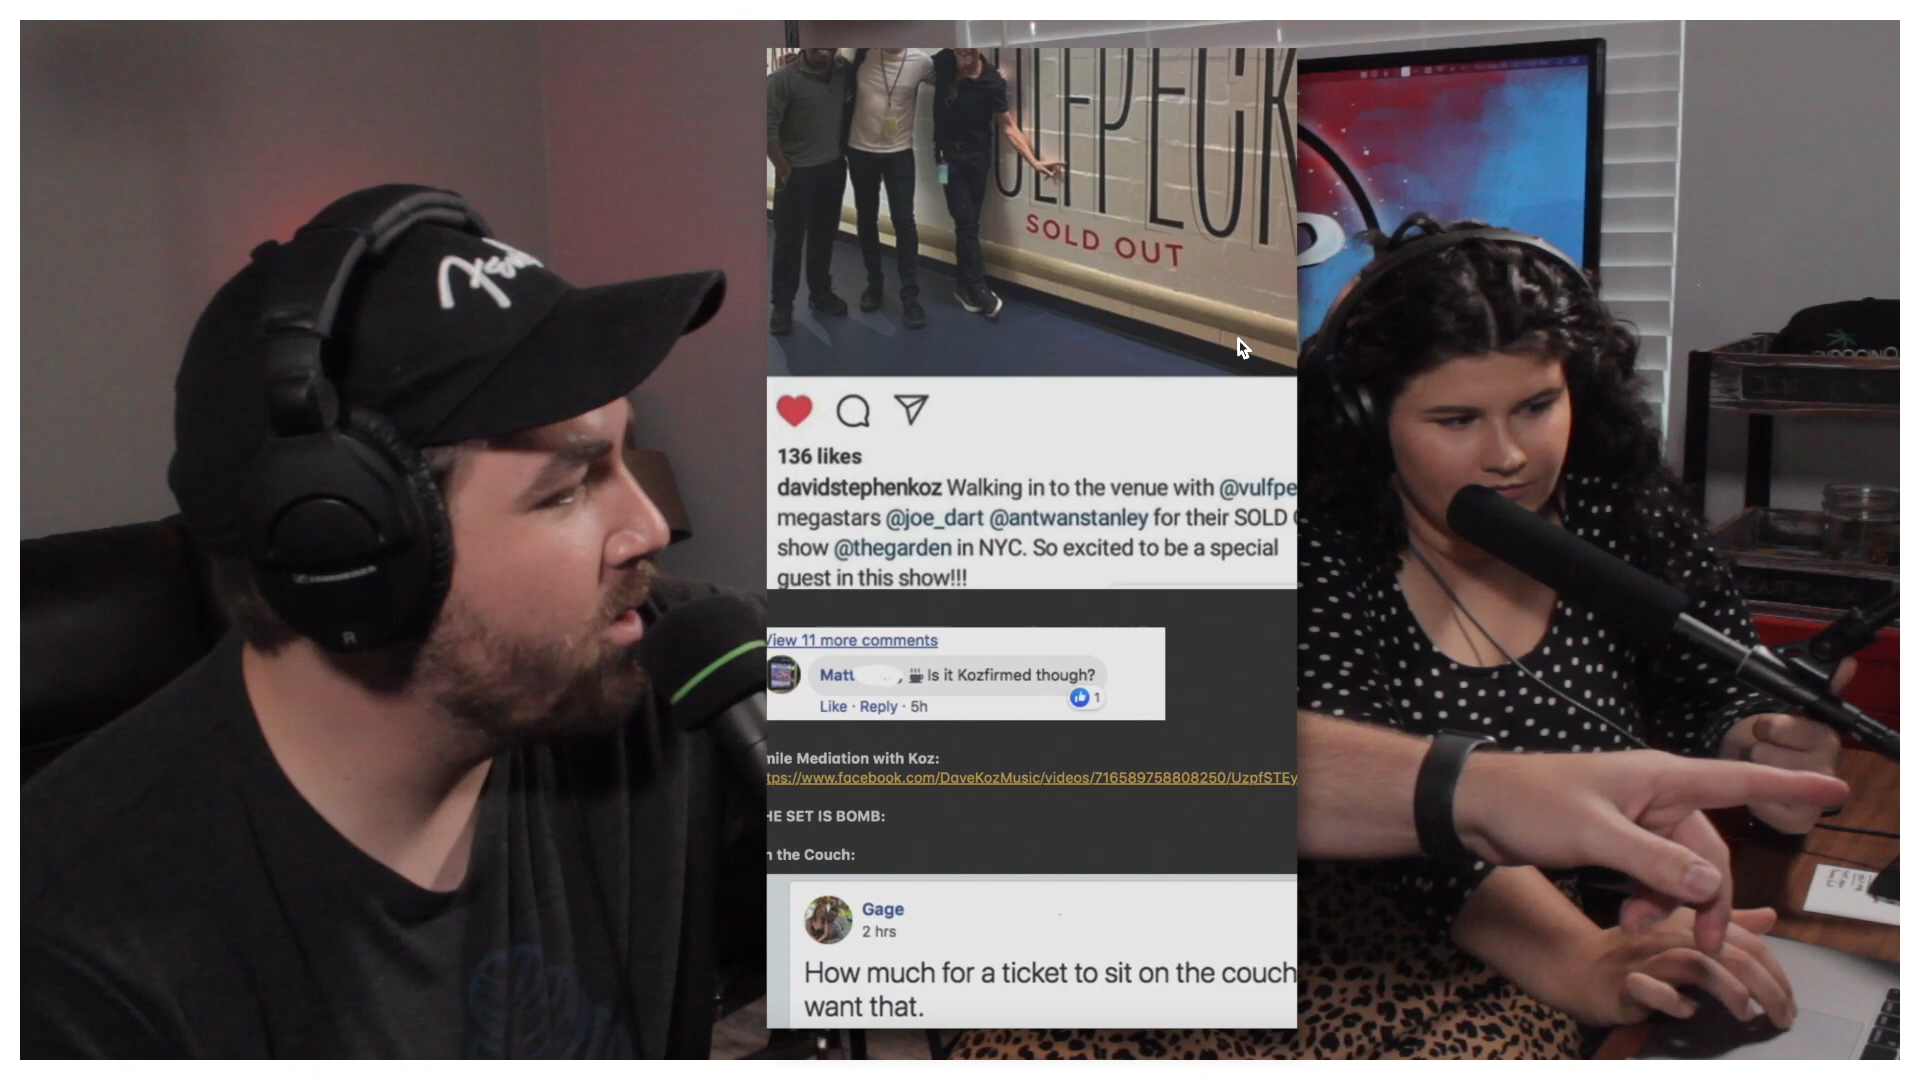 ULFPECK
SOLD OUT
136 likes
davidstephenkoz Walking in to the venue with @vulfpe
megastars @joe_dart @antwanstanley for their SOLD
show @thegarden in NYC. So excited to be a special
guest in this show!!!
View 11 more comments
Matt , Is it Kozfirmed though?
1
Like · Reply · 5h
mile Mediation with Koz:
tps://www.facebook.com/DaveKozMusic/videos/716589758808250/UzpfSTEy
HE SET IS BOMB:
n the Couch:
Gage
2 hrs
How much for a ticket to sit on the couch
want that.
R